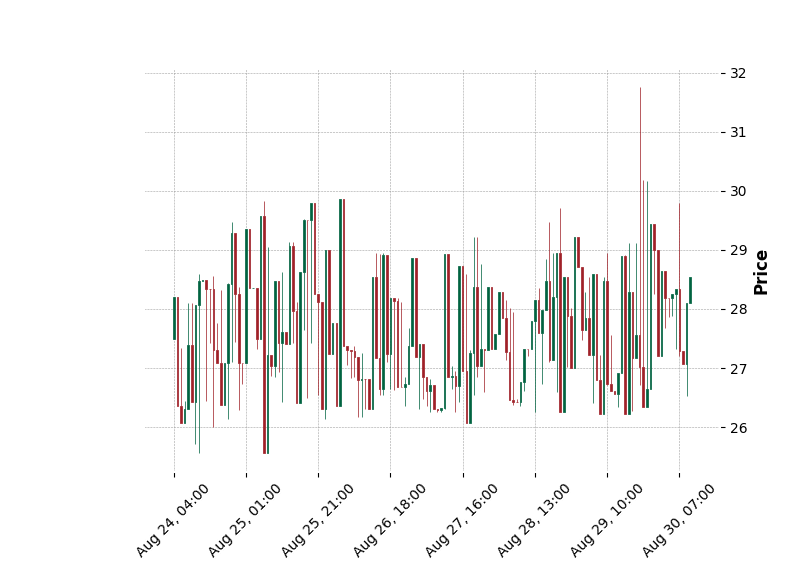 32
31
30
29
28
27
26
Price
Aug 24, 04:00
Aug 25, 01:00
Aug 25, 21:00
Aug 26, 18:00
Aug 27, 16:00
Aug 28, 13:00
Aug 29, 10:00
Aug 30, 07:00